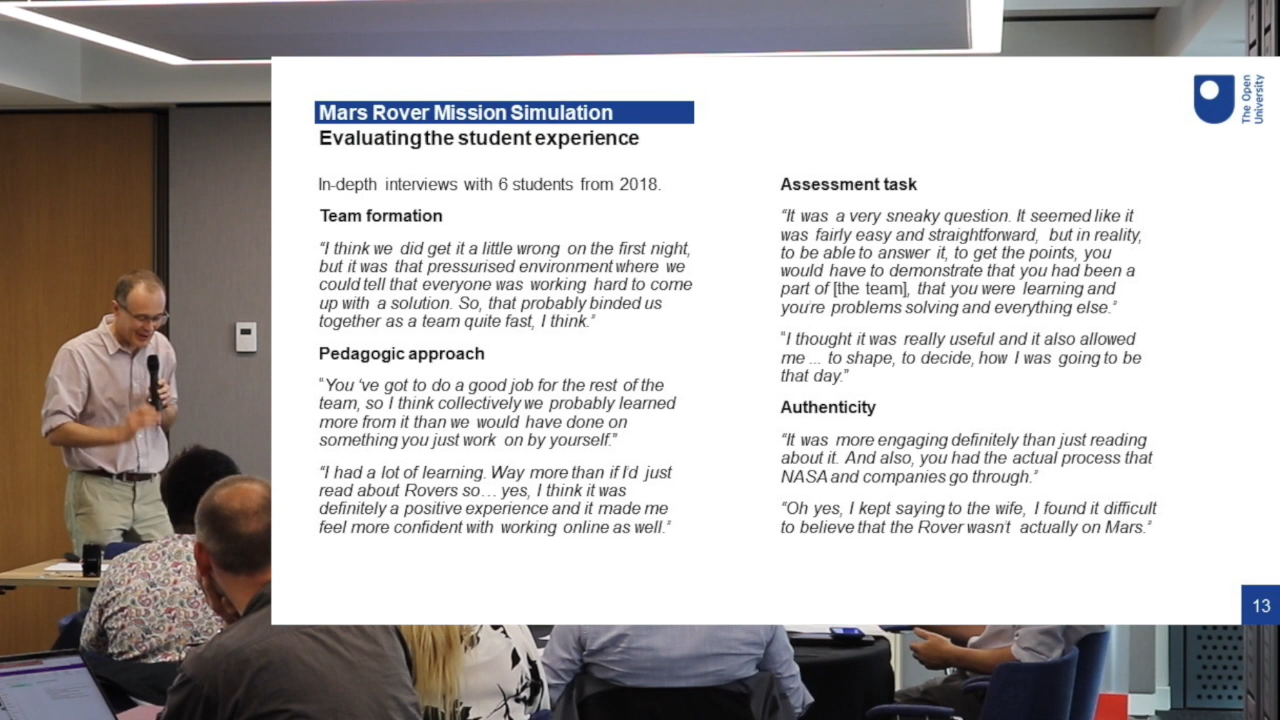 Mars Rover Mission Simulation
Evaluating the student experience
In-depth interviews with 6 students from 2018.
Team formation
“I think we did get it a little wrong on the first night,
but it was that pressurised environment where we
could tell that everyone was working hard to come
up with a solution. So, that probably binded us
together as a team quite fast, I think.”
Pedagogic approach
“You ‘ve got to do a good job for the rest of the
team, so I think collectively we probably learned
more from it than we would have done on
something you just work on by yourself.”
“I had a lot of learning. Way more than if I’d just
read about Rovers so… yes, I think it was
definitely a positive experience and it made me
feel more confident with working online as well.”
Assessment task
“It was a very sneaky question. It seemed like it
was fairly easy and straightforward, but in reality,
to be able to answer it, to get the points, you
would have to demonstrate that you had been a
part of [the team], that you were learning and
you’re problems solving and everything else.”
“I thought it was really useful and it also allowed
me ... to shape, to decide, how I was going to be
that day.”
Authenticity
“It was more engaging definitely than just reading
about it. And also, you had the actual process that
NASA and companies go through.”
“Oh yes, I kept saying to the wife, I found it difficult
to believe that the Rover wasn’t actually on Mars.”
The Open
University
13